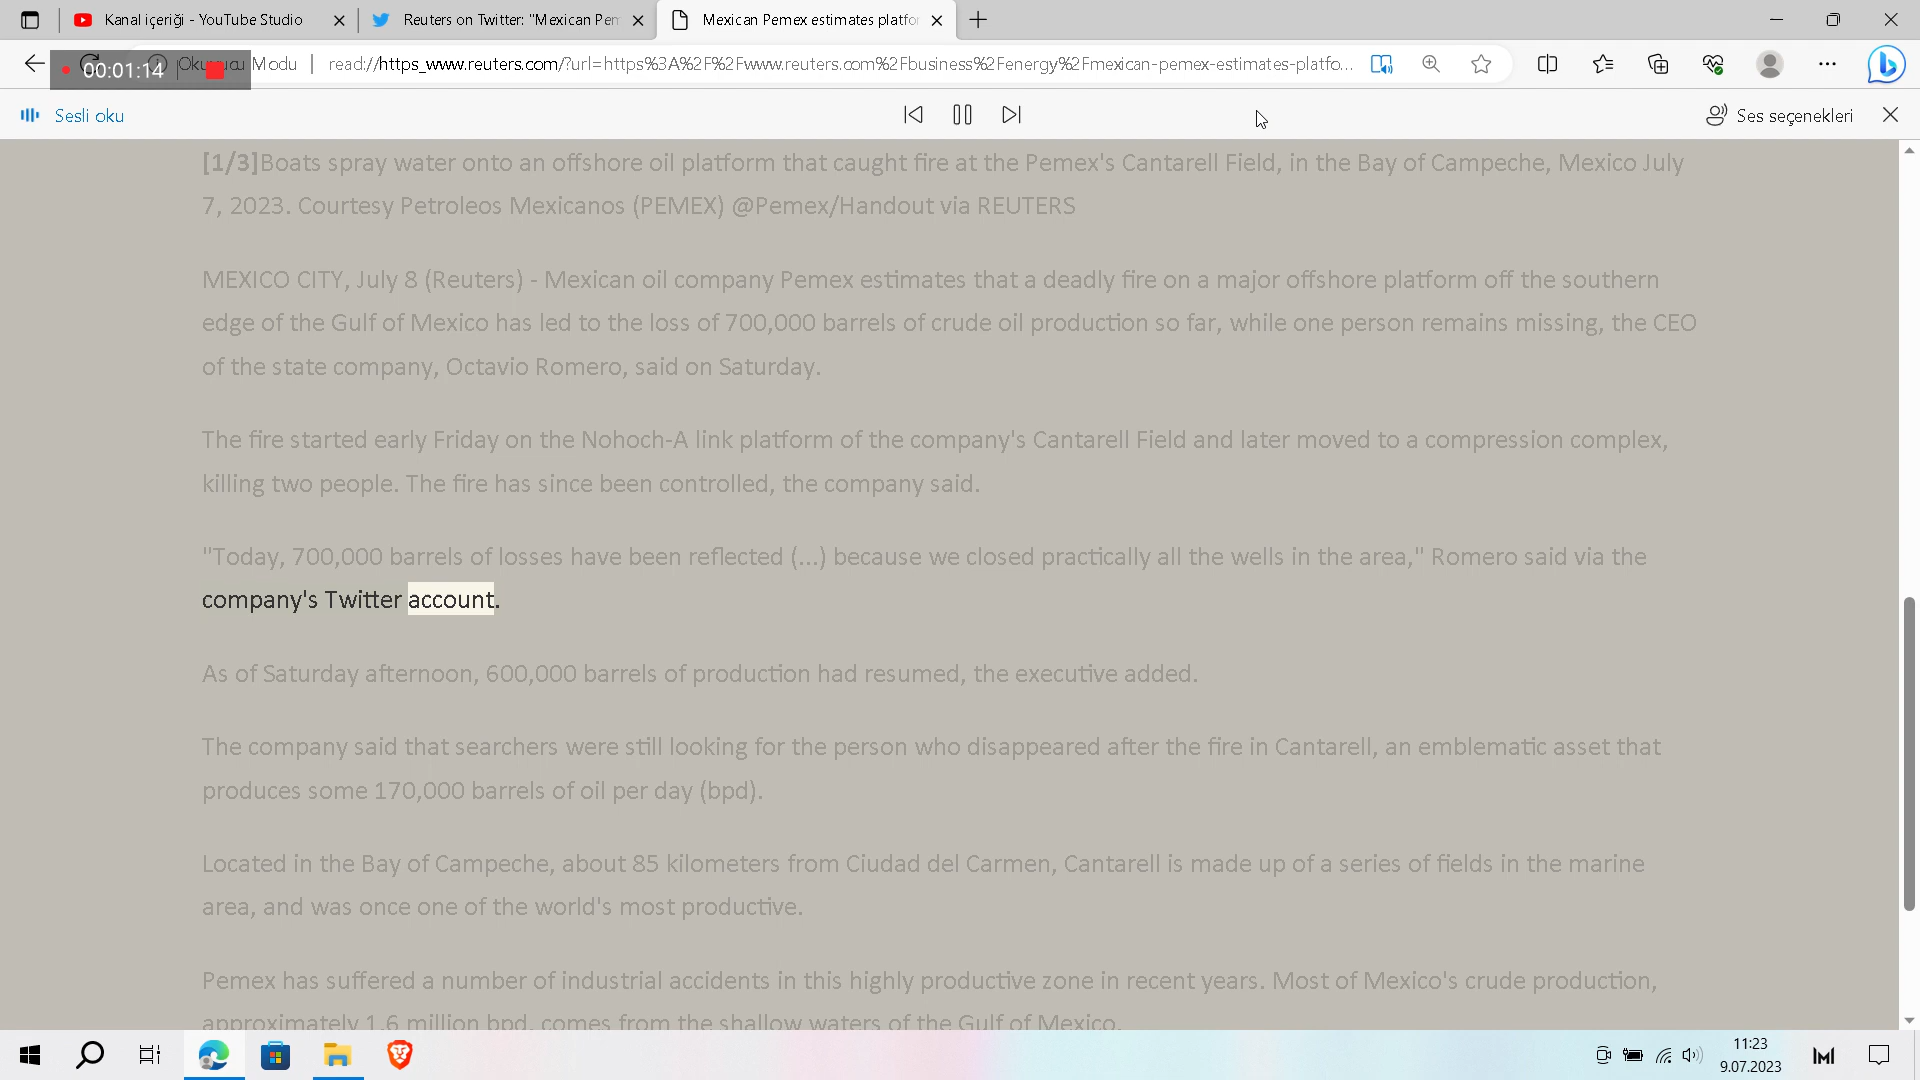 Kanal içeriği - YouTube Studio
Reuters on Twitter: "Mexican Pem
Mexican Pemex estimates platfo
00:01:14
Modu
read://https_www.reuters.com/?url=https%3A%2F%2Fwww.reuters.com%2Fbusiness%2Fenergy%2Fmexican-pemex-estimates-platfo...
Sesli oku
Ses seçenekleri
[1/3]Boats spray water onto an offshore oil platform that caught fire at the Pemex's Cantarell Field, in the Bay of Campeche, Mexico July
7, 2023. Courtesy Petroleos Mexicanos (PEMEX) @Pemex/Handout via REUTERS
MEXICO CITY, July 8 (Reuters) - Mexican oil company Pemex estimates that a deadly fire on a major offshore platform off the southern
edge of the Gulf of Mexico has led to the loss of 700,000 barrels of crude oil production so far, while one person remains missing, the CEO
of the state company, Octavio Romero, said on Saturday.
The fire started early Friday on the Nohoch-A link platform of the company's Cantarell Field and later moved to a compression complex,
killing two people. The fire has since been controlled, the company said.
"Today, 700,000 barrels of losses have been reflected (...) because we closed practically all the wells in the area," Romero said via the
company's Twitter account.
As of Saturday afternoon, 600,000 barrels of production had resumed, the executive added.
The company said that searchers were still looking for the person who disappeared after the fire in Cantarell, an emblematic asset that
produces some 170,000 barrels of oil per day (bpd).
Located in the Bay of Campeche, about 85 kilometers from Ciudad del Carmen, Cantarell is made up of a series of fields in the marine
area, and was once one of the world's most productive.
Pemex has suffered a number of industrial accidents in this highly productive zone in recent years. Most of Mexico's crude production,
approximately 1.6 million bpd, comes from the shallow waters of the Gulf of Mexico.
11:23
9.07.2023